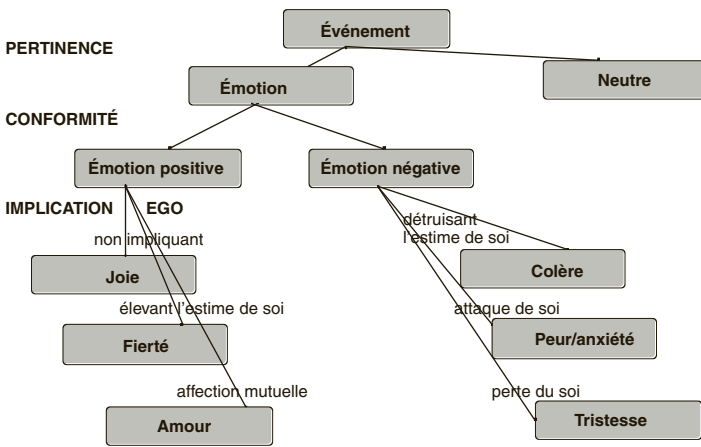 Événement
PERTINENCE
Émotion
Neutre
CONFORMITÉ
Émotion positive
Émotion négative
IMPLICATION EGO
détruisant
l'estime de soi
non impliquant
Joie
Colère
élevant l'estime de soi
attaque de soi
Fierté
Peur/anxiété
affection mutuelle
perte du soi
Amour
Tristesse